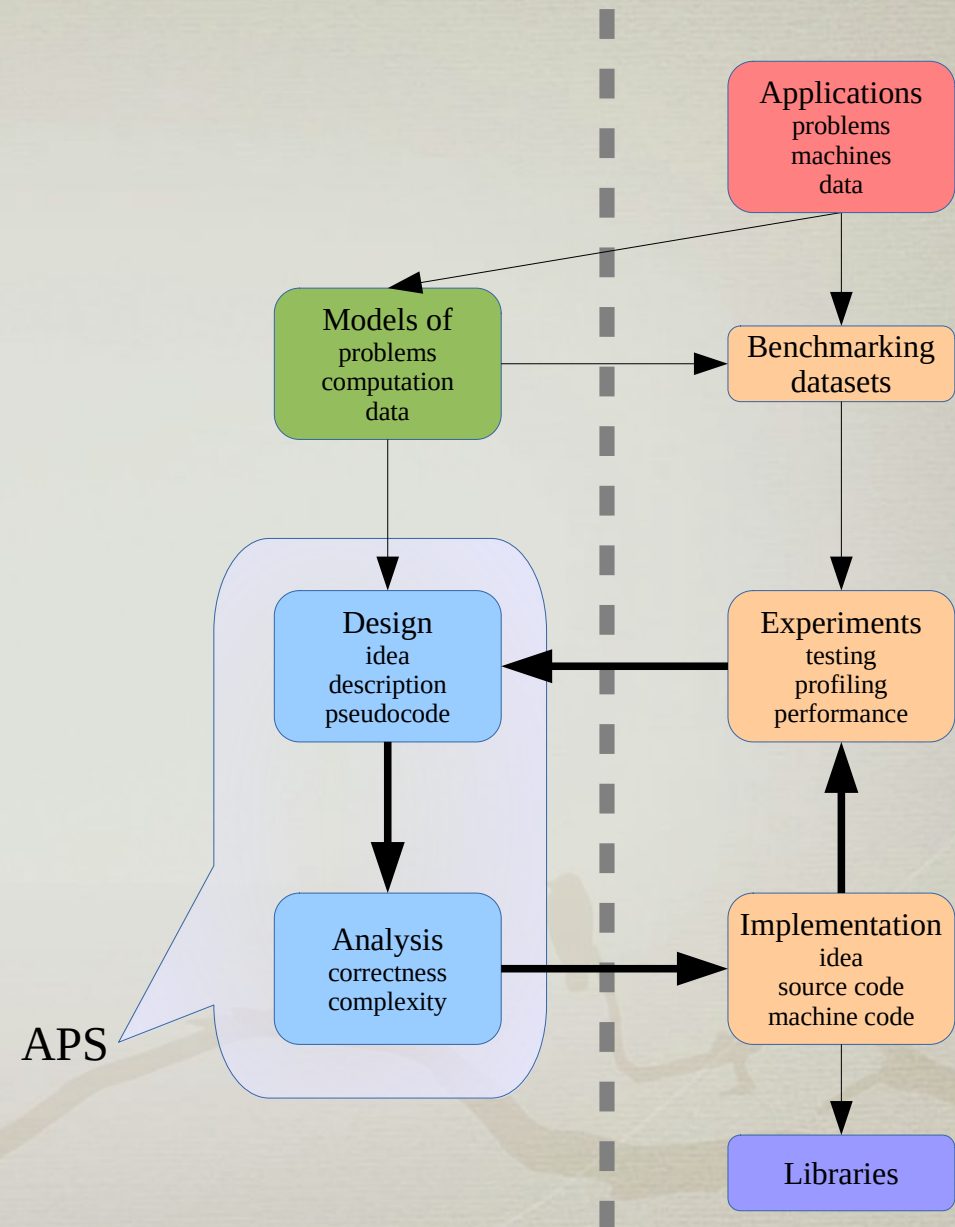 Applications
problems
machines
data
Models of
problems
computation
data
Benchmarking
datasets
Design
idea
description
pseudocode
Experiments
testing
profiling
performance
Analysis
correctness
complexity
Implementation
idea
source code
machine code
APS
Libraries